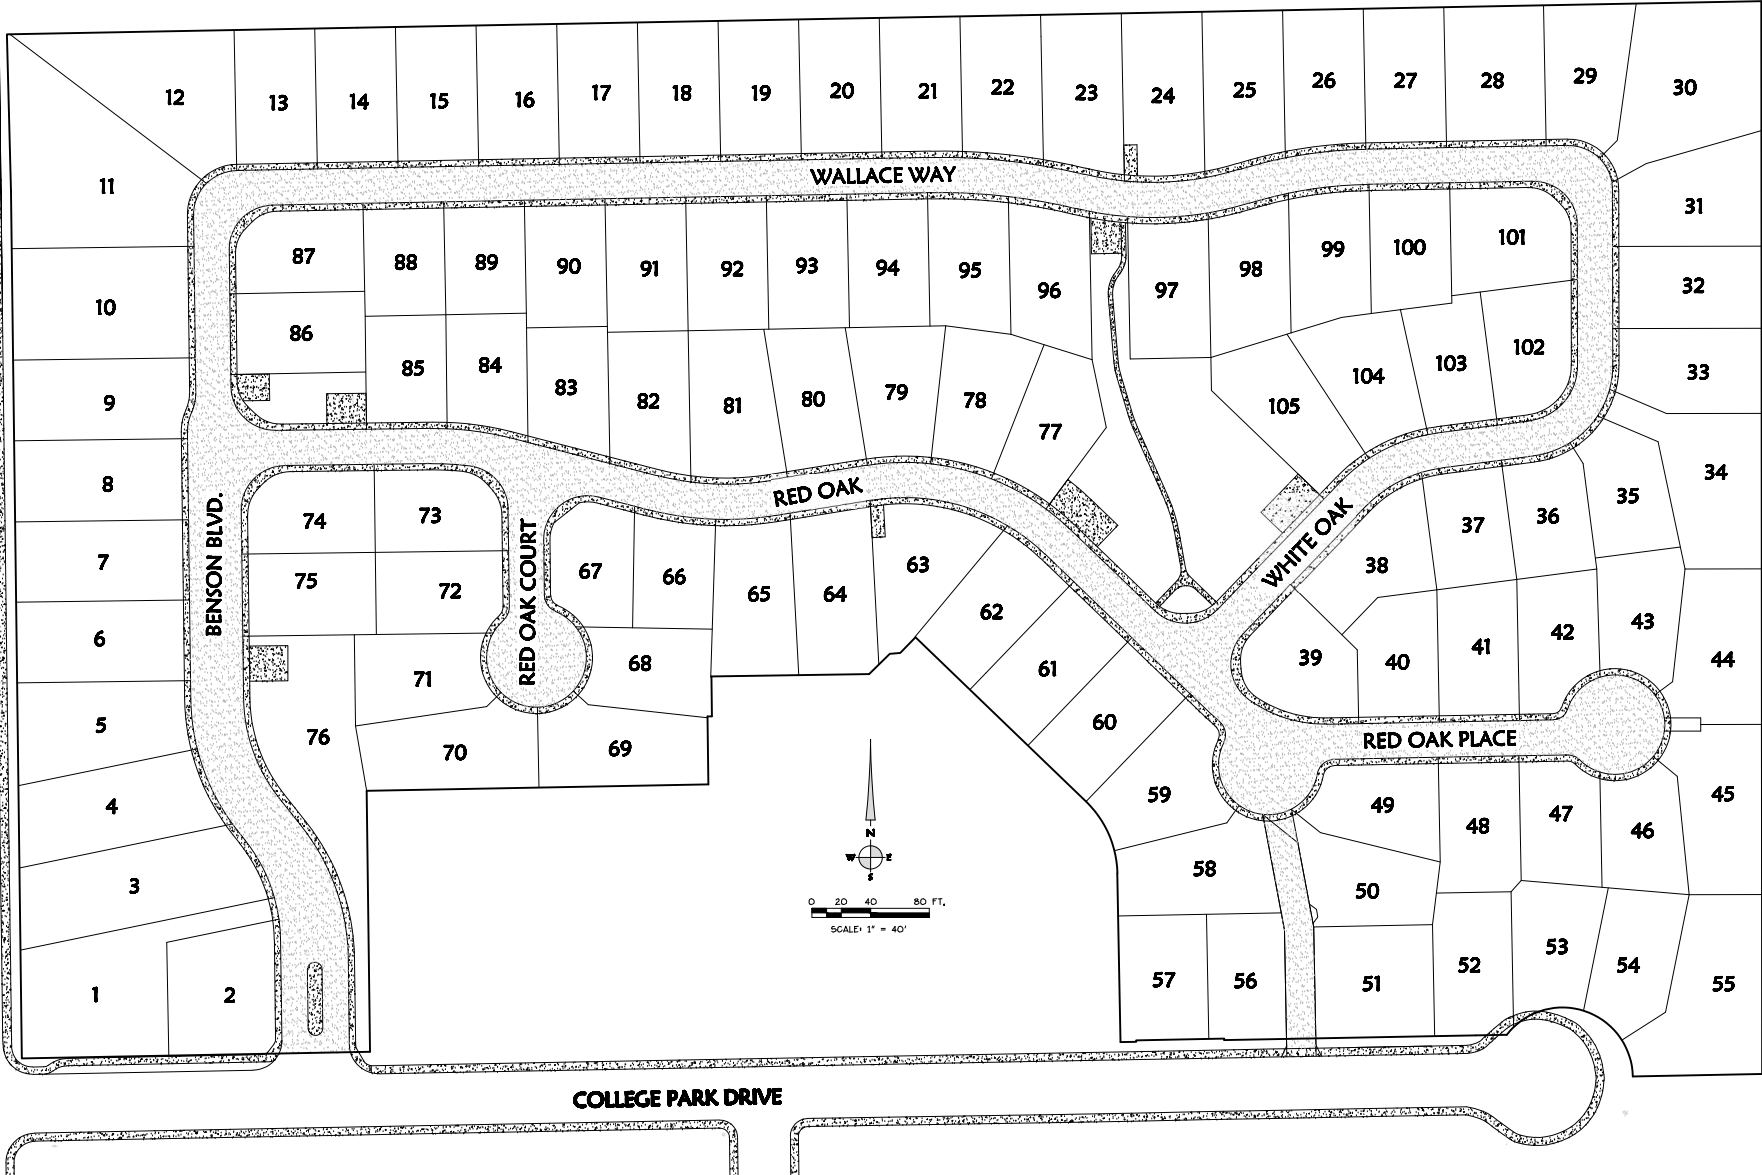 12 13 14 15 16 17 18 19 20 21 22 23 24 25 26 27 28 29 30
WALLACE WAY
11 31
87 88 89 90 91 92 93 94 95 96 97 98 99 100 101
10 32
86 85 84 83 82 81 80 79 78 77 105 104 103 102
9 33
8 34
RED OAK
WHITE OAK
BENSON BLVD.
RED OAK COURT
74 73 38 37 36 35
7 75 72 67 66 65 64 63 62
6 71 68 61 39 40 41 42 43 44
5 76 70 69 60
RED OAK PLACE
4 59 49 48 47 46 45
3 58 50
N
W E
S
0 20 40 80 FT.
SCALE: 1" = 40'
1 2 57 56 51 52 53 54 55
COLLEGE PARK DRIVE